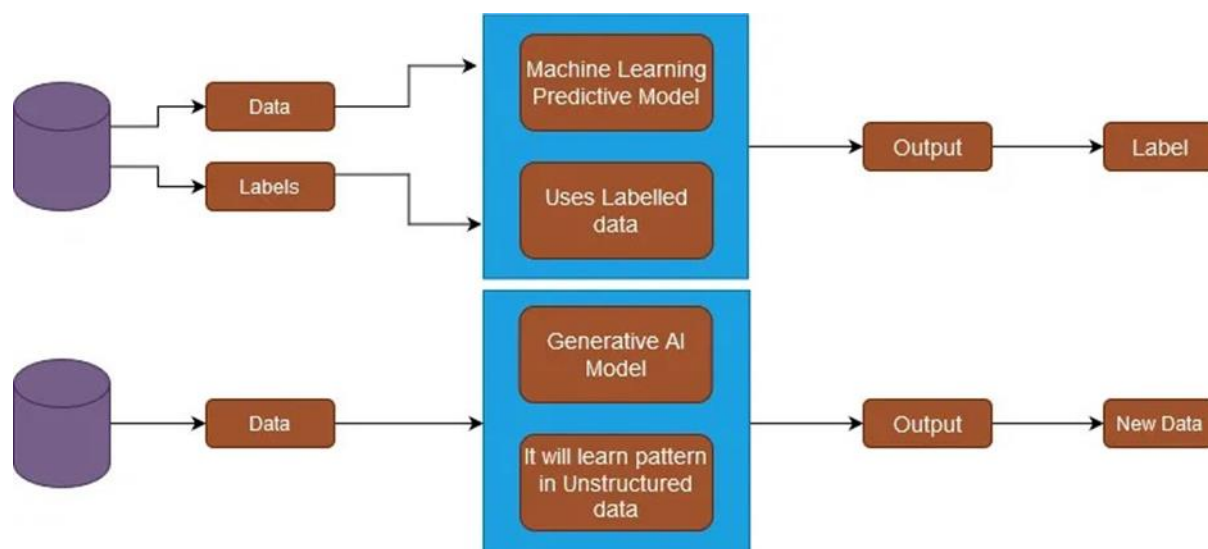 Data
Labels
Machine Learning
Predictive Model
Uses Labelled
data
Output
Label
Data
Generative AI
Model
It will learn pattern
in Unstructured
data
Output
New Data